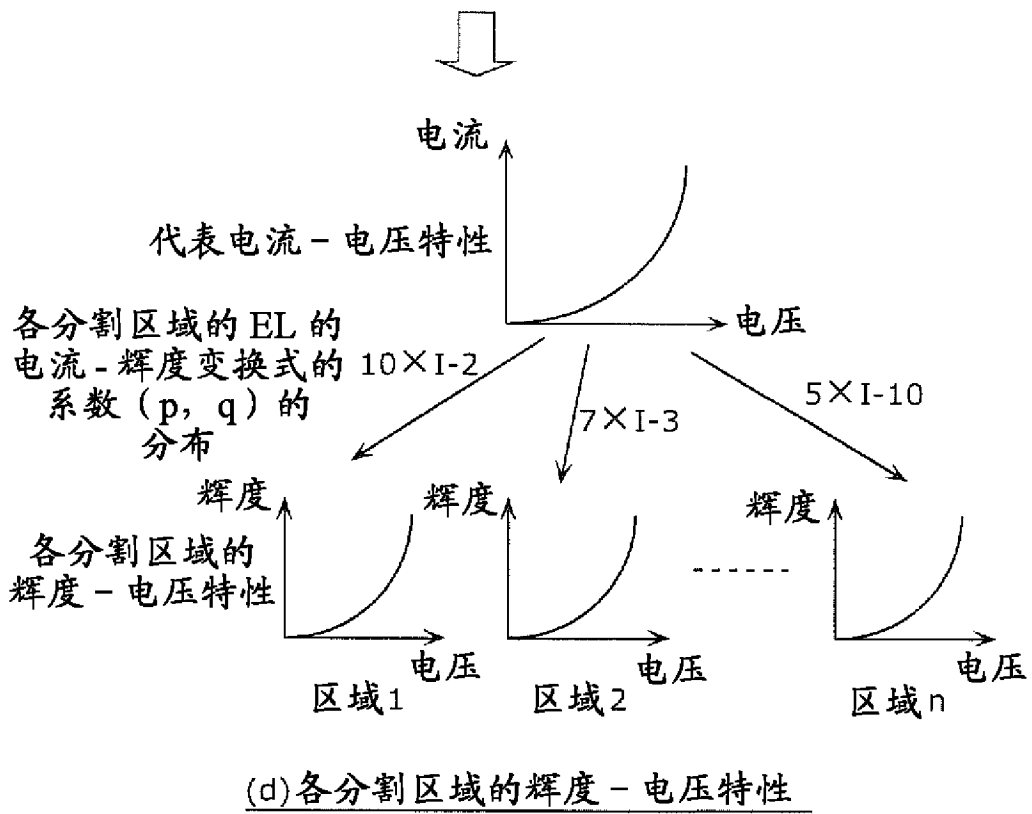 电流
代表电流－电压特性
电压
各分割区域的 EL 的
电流-辉度变换式的
系数（p，q）的
分布
10×I-2
7×I-3
5×I-10
辉度
辉度
辉度
各分割区域的
辉度－电压特性
电压
电压
电压
区域1
区域2
区域n
(d)各分割区域的辉度－电压特性